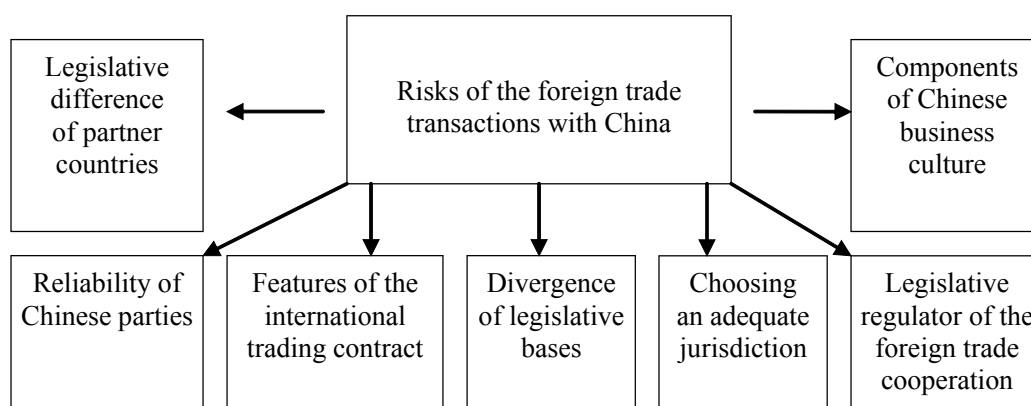 Legislative
difference
of partner
countries
Risks of the foreign trade
transactions with China
Components
of Chinese
business
culture
Reliability of
Chinese parties
Features of the
international
trading contract
Divergence
of legislative
bases
Choosing
an adequate
jurisdiction
Legislative
regulator of the
foreign trade
cooperation